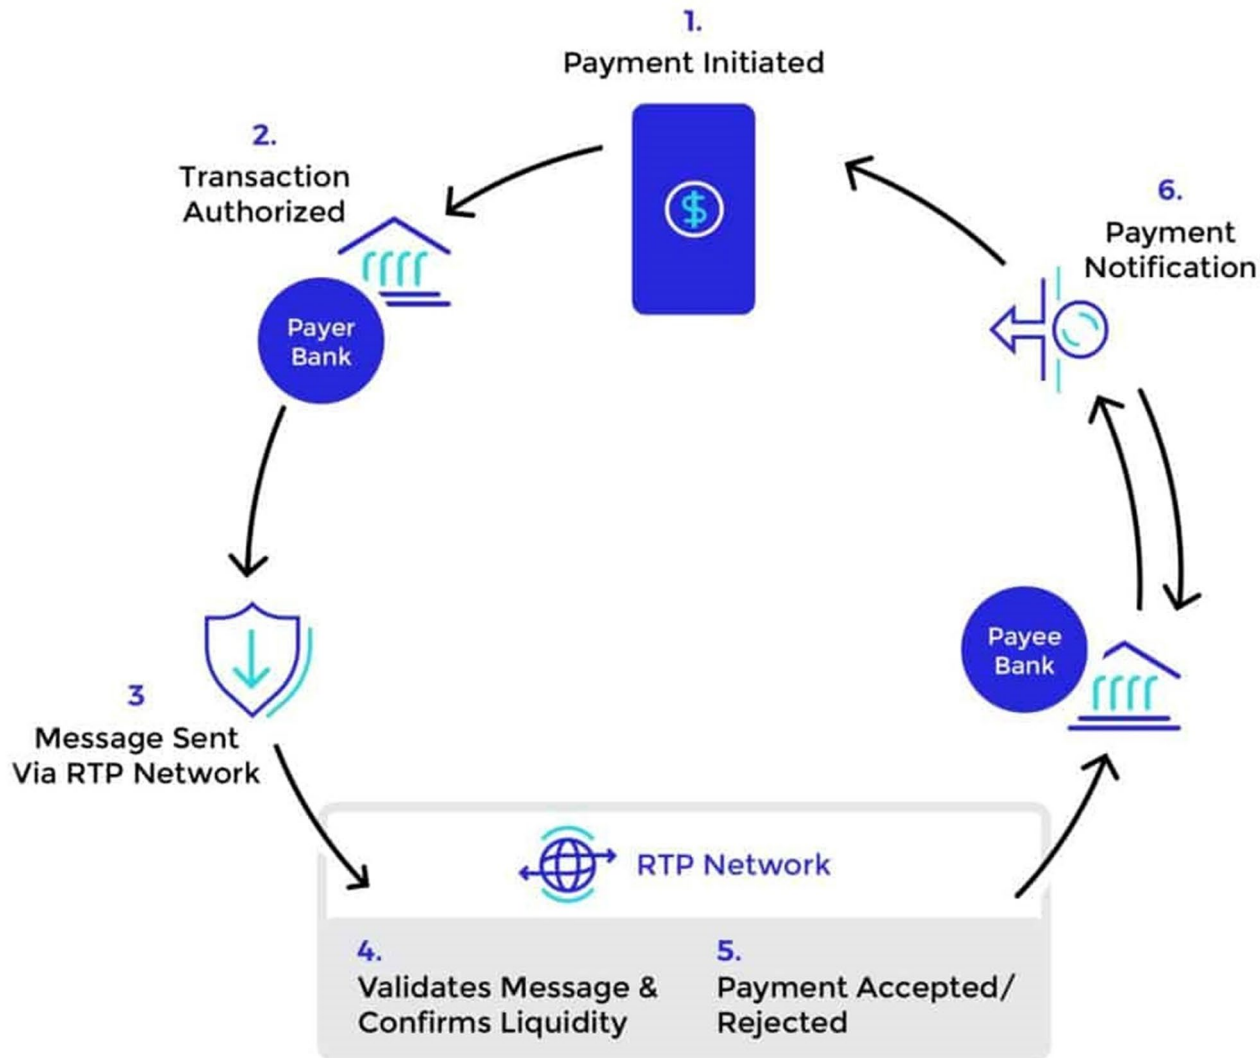 1.
Payment Initiated
2.
Transaction
Authorized
Payer
Bank
3
Message Sent
Via RTP Network
RTP Network
4.
Validates Message &
Confirms Liquidity
5.
Payment Accepted/
Rejected
Payee
Bank
6.
Payment
Notification
$